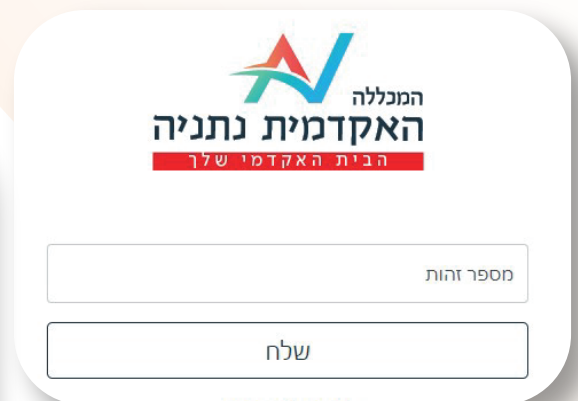 המכללה
האקדמית נתניה
הבית האקדמי שלך
מספר זהות
שלח